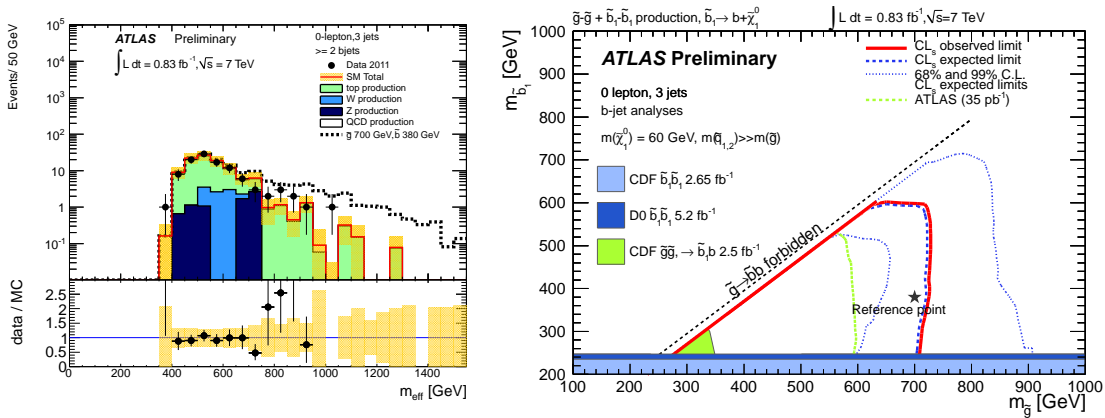 Events/ 50 GeV
10⁵
10⁴
10³
10²
10
1
10⁻¹
ATLAS Preliminary
∫ L dt = 0.83 fb⁻¹,√s = 7 TeV
0-lepton,3 jets
>= 2 bjets
Data 2011
SM Total
top production
W production
Z production
QCD production
g̃ 700 GeV,b̃ 380 GeV
data / MC
2.5
2
1.5
1
0.5
0
0 200 400 600 800 1000 1200 1400
m_eff [GeV]
g̃-g̃ + b̃₁-b̃₁ production, b̃₁→ b+χ̃₁⁰
∫ L dt = 0.83 fb⁻¹,√s=7 TeV
m_b̃₁ [GeV]
1000
900
800
700
600
500
400
300
200
ATLAS Preliminary
0 lepton, 3 jets
b-jet analyses
m(χ̃₁⁰) = 60 GeV, m(q̃₁,₂)>>m(g̃)
CL_s observed limit
CL_s expected limit
68% and 99% C.L.
CL_s expected limits
ATLAS (35 pb⁻¹)
CDF b̃₁b̃₁ 2.65 fb⁻¹
D0 b̃₁b̃₁ 5.2 fb⁻¹
CDF g̃g̃, → b̃₁b 2.5 fb⁻¹
g̃→b̃b forbidden
Reference point
100 200 300 400 500 600 700 800 900 1000
m_g̃ [GeV]